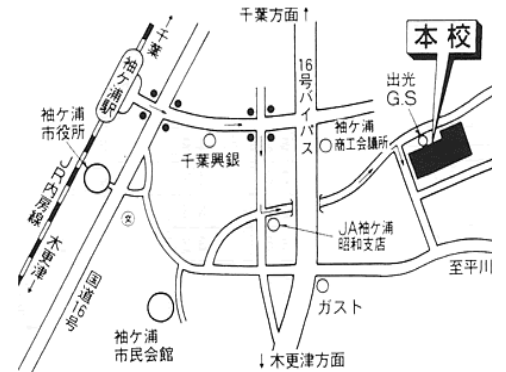 千葉方面↑
↑千葉
本校
袖ケ浦駅
16号バイパス
出光
G.S
袖ケ浦
市役所
千葉興銀
袖ケ浦
商工会議所
JR内房線
木更津↓
JA袖ケ浦
昭和支店
至平川
国道16号
ガスト
袖ケ浦
市民会館
↓木更津方面